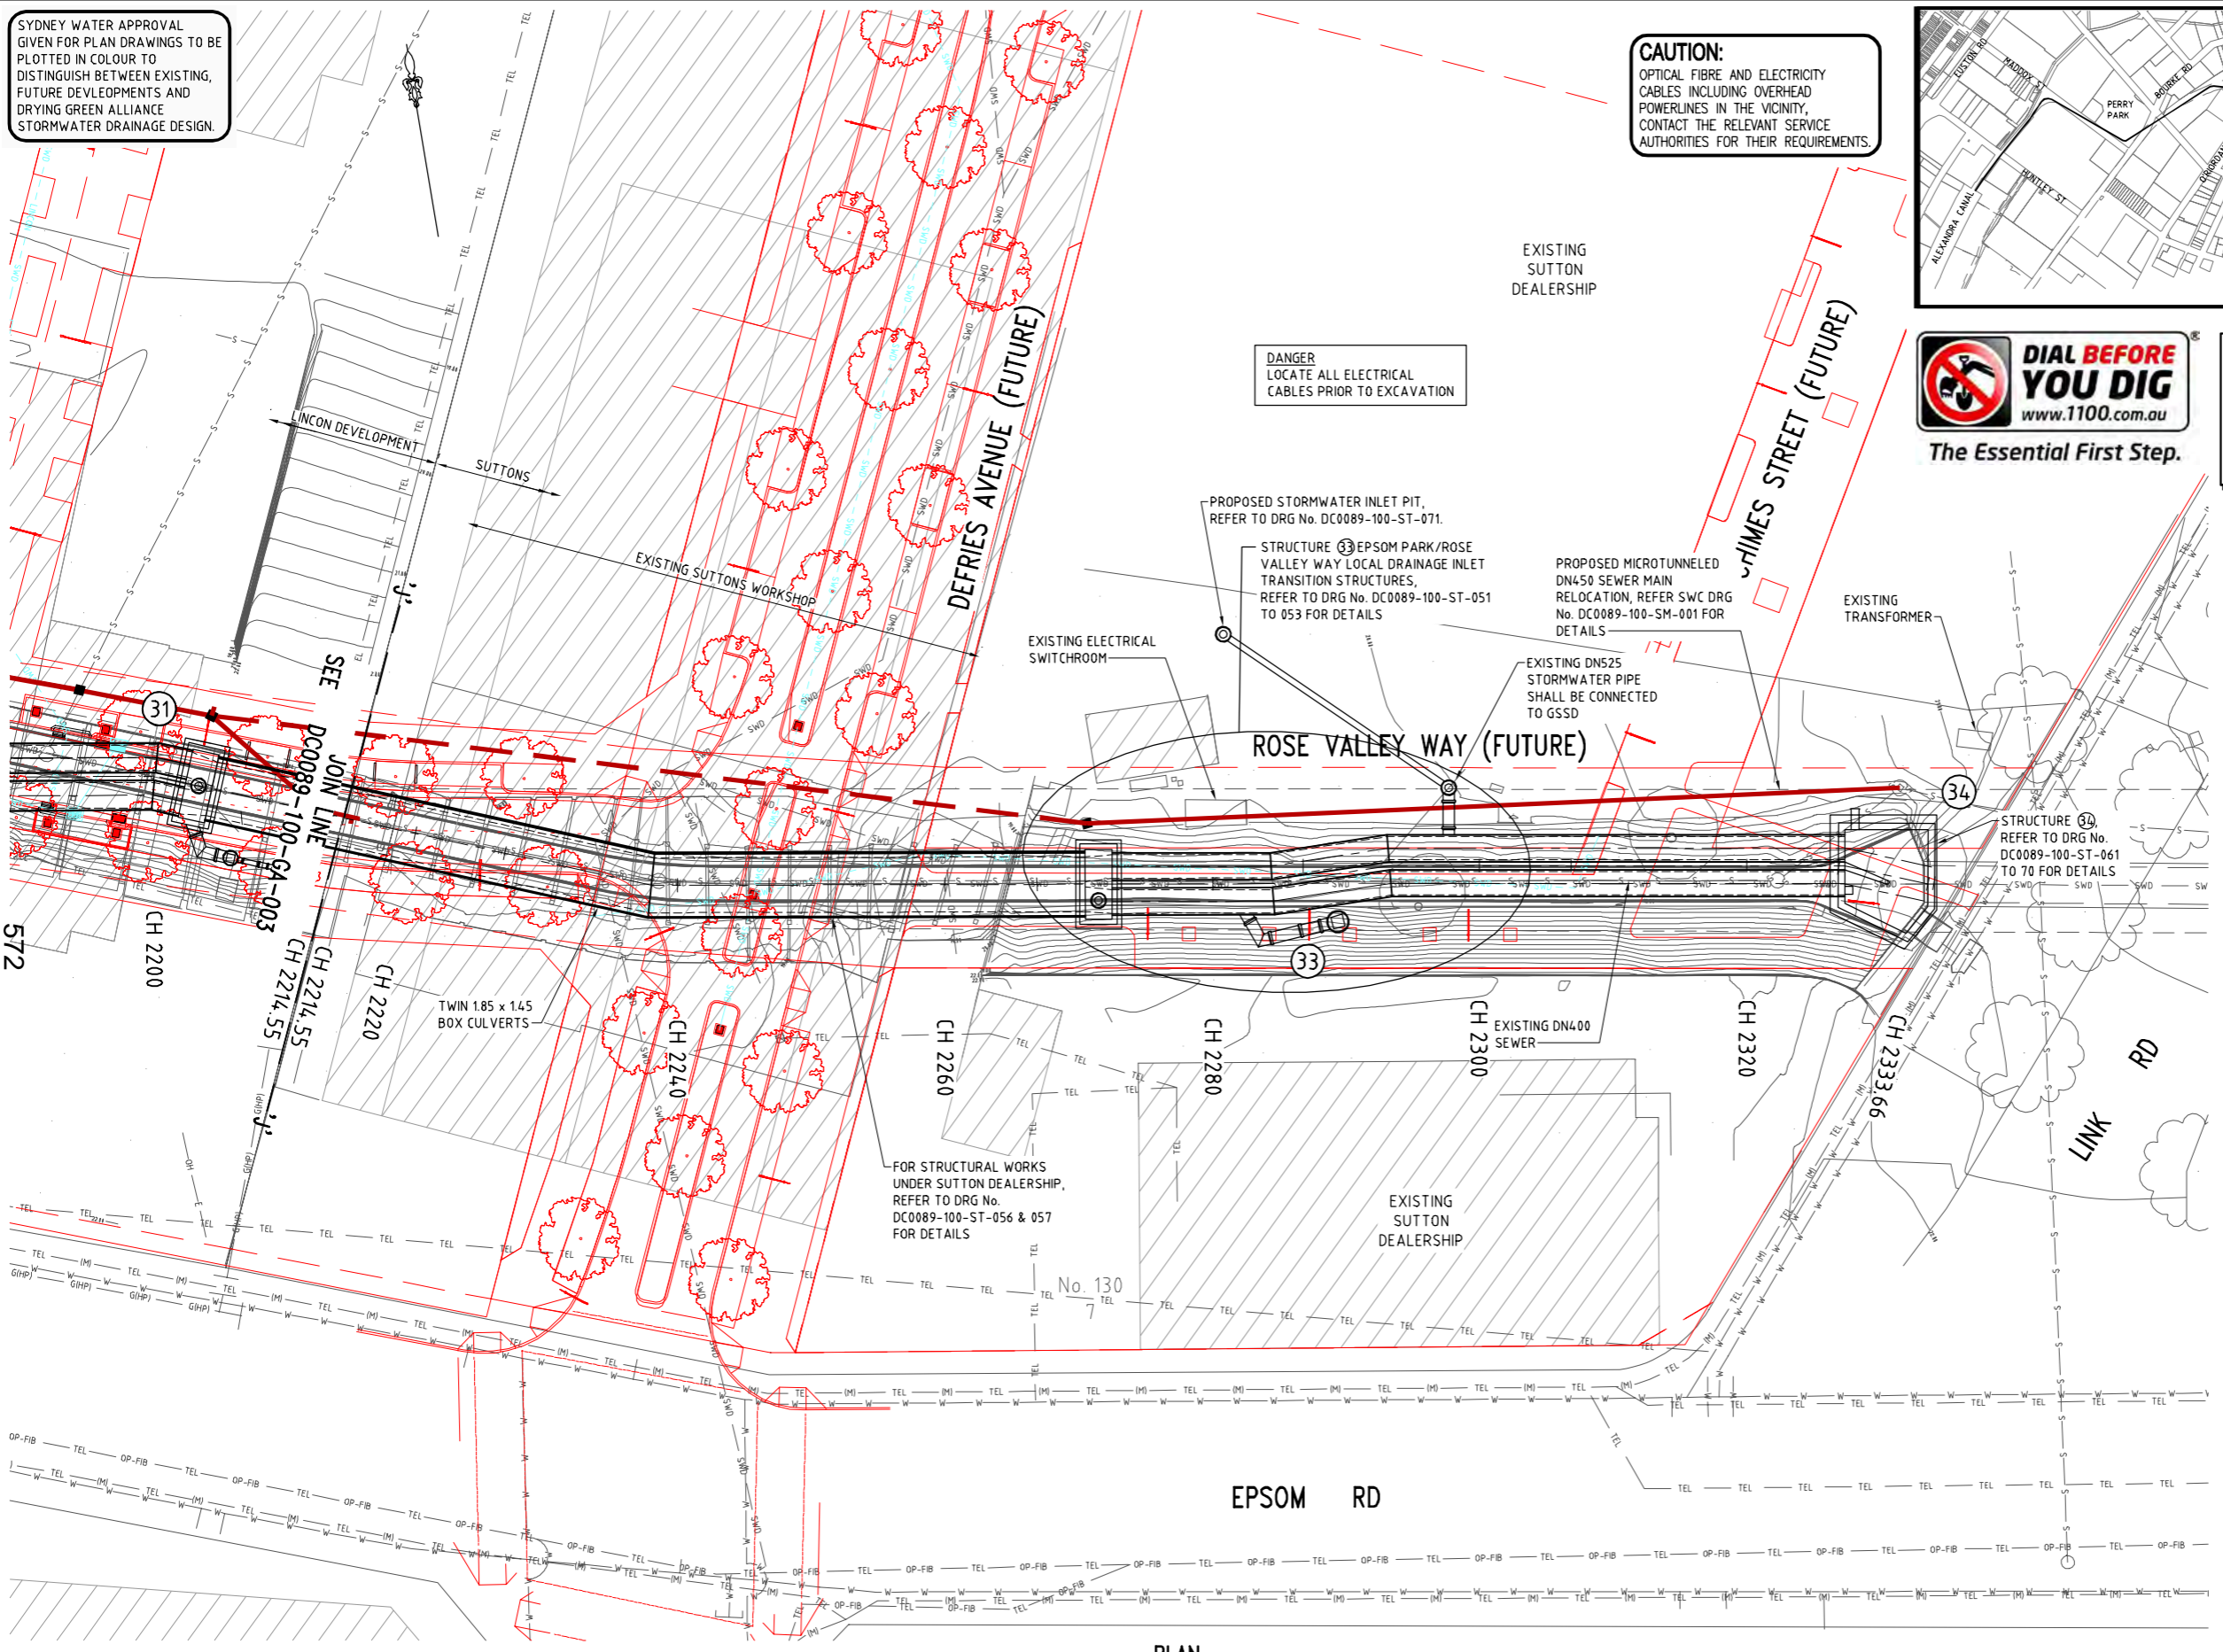 SYDNEY WATER APPROVAL
GIVEN FOR PLAN DRAWINGS TO BE
PLOTTED IN COLOUR TO
DISTINGUISH BETWEEN EXISTING,
FUTURE DEVLEOPMENTS AND
DRYING GREEN ALLIANCE
STORMWATER DRAINAGE DESIGN.
CAUTION:
OPTICAL FIBRE AND ELECTRICITY
CABLES INCLUDING OVERHEAD
POWERLINES IN THE VICINITY,
CONTACT THE RELEVANT SERVICE
AUTHORITIES FOR THEIR REQUIREMENTS.
EUSTON RD
MADDOX S
BOURKE RD
PERRY
PARK
HUNTLEY ST
ALEXANDRA CANAL
DIAL BEFORE
YOU DIG
www.1100.com.au
®
The Essential First Step.
EXISTING
SUTTON
DEALERSHIP
DANGER
LOCATE ALL ELECTRICAL
CABLES PRIOR TO EXCAVATION
LINCON DEVELOPMENT
SUTTONS
EXISTING SUTTONS WORKSHOP
DEFRIES AVENUE (FUTURE)
SHIMES STREET (FUTURE)
PROPOSED STORMWATER INLET PIT,
REFER TO DRG No. DC0089-100-ST-071.
STRUCTURE 33 EPSOM PARK/ROSE
VALLEY WAY LOCAL DRAINAGE INLET
TRANSITION STRUCTURES,
REFER TO DRG No. DC0089-100-ST-051
TO 053 FOR DETAILS
PROPOSED MICROTUNNELED
DN450 SEWER MAIN
RELOCATION, REFER SWC DRG
No. DC0089-100-SM-001 FOR
DETAILS
EXISTING
TRANSFORMER
EXISTING ELECTRICAL
SWITCHROOM
EXISTING DN525
STORMWATER PIPE
SHALL BE CONNECTED
TO GSSD
ROSE VALLEY WAY (FUTURE)
31
34
33
STRUCTURE 34,
REFER TO DRG No.
DC0089-100-ST-061
TO 70 FOR DETAILS
'J'
SEE
JOIN LINE
DC0089-100-GA-003
'J'
572
CH 2200
CH 2214.55
CH 2214.55
CH 2220
CH 2240
CH 2260
CH 2280
CH 2300
CH 2320
CH 2333.66
TWIN 1.85 x 1.45
BOX CULVERTS
EXISTING DN400
SEWER
FOR STRUCTURAL WORKS
UNDER SUTTON DEALERSHIP,
REFER TO DRG No.
DC0089-100-ST-056 & 057
FOR DETAILS
EXISTING
SUTTON
DEALERSHIP
No. 130
7
LINK RD
EPSOM RD
PLAN